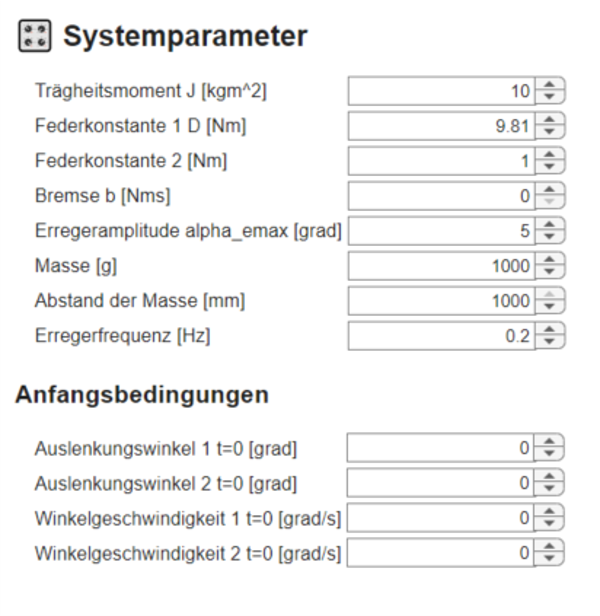 Systemparameter
Trägheitsmoment J [kgm^2] 10
Federkonstante 1 D [Nm] 9.81
Federkonstante 2 [Nm] 1
Bremse b [Nms] 0
Erregeramplitude alpha_emax [grad] 5
Masse [g] 1000
Abstand der Masse [mm] 1000
Erregerfrequenz [Hz] 0.2
Anfangsbedingungen
Auslenkungswinkel 1 t=0 [grad] 0
Auslenkungswinkel 2 t=0 [grad] 0
Winkelgeschwindigkeit 1 t=0 [grad/s] 0
Winkelgeschwindigkeit 2 t=0 [grad/s] 0